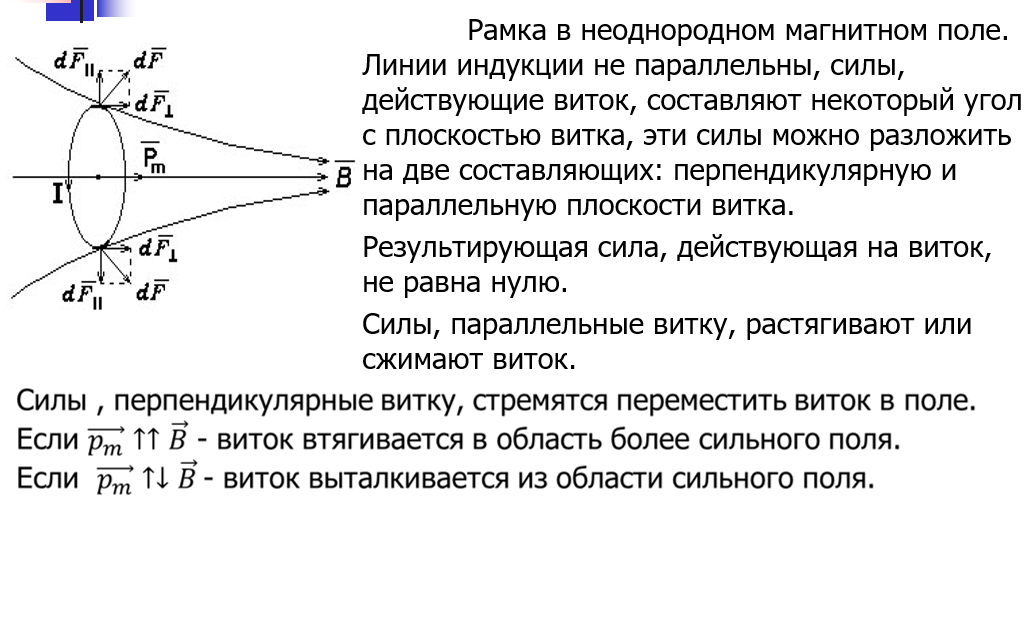 Рамка в неоднородном магнитном поле.
Линии индукции не параллельны, силы,
действующие виток, составляют некоторый угол
с плоскостью витка, эти силы можно разложить
на две составляющих: перпендикулярную и
параллельную плоскости витка.
Результирующая сила, действующая на виток,
не равна нулю.
Силы, параллельные витку, растягивают или
сжимают виток.
dF̅||
dF̅
dF̅⊥
P̅m
B̅
I
dF̅⊥
dF̅||
dF̅
Силы , перпендикулярные витку, стремятся переместить виток в поле.
Если p⃗m ↑↑ B⃗ - виток втягивается в область более сильного поля.
Если p⃗m ↑↓ B⃗ - виток выталкивается из области сильного поля.